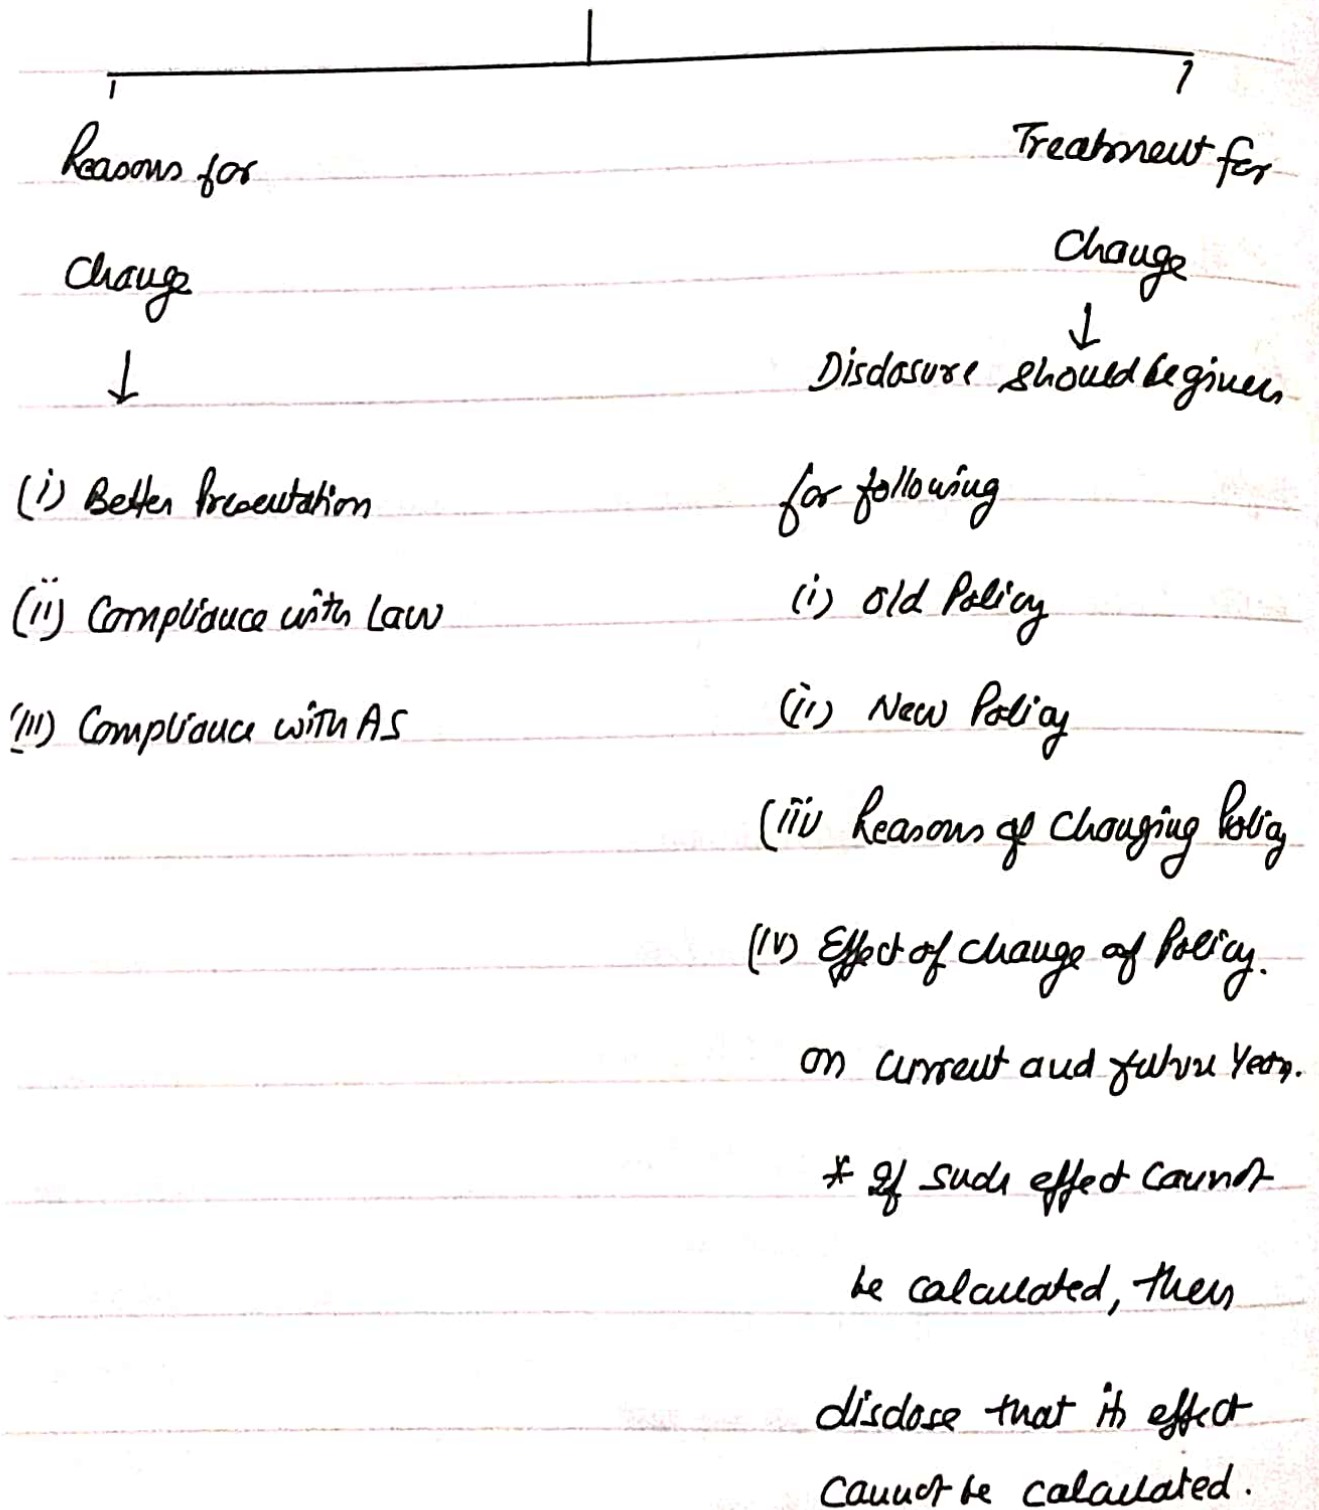 Reasons for
Change
↓
(i) Better Presentation
(ii) Compliance with Law
(iii) Compliance with AS
Treatment for
Change
↓
Disclosure should be given
for following
(i) Old Policy
(ii) New Policy
(iii) Reasons of Changing Policy
(iv) Effect of Change of Policy.
on current and future Years.
* If such effect cannot
be calculated, then
disclose that its effect
cannot be calculated.